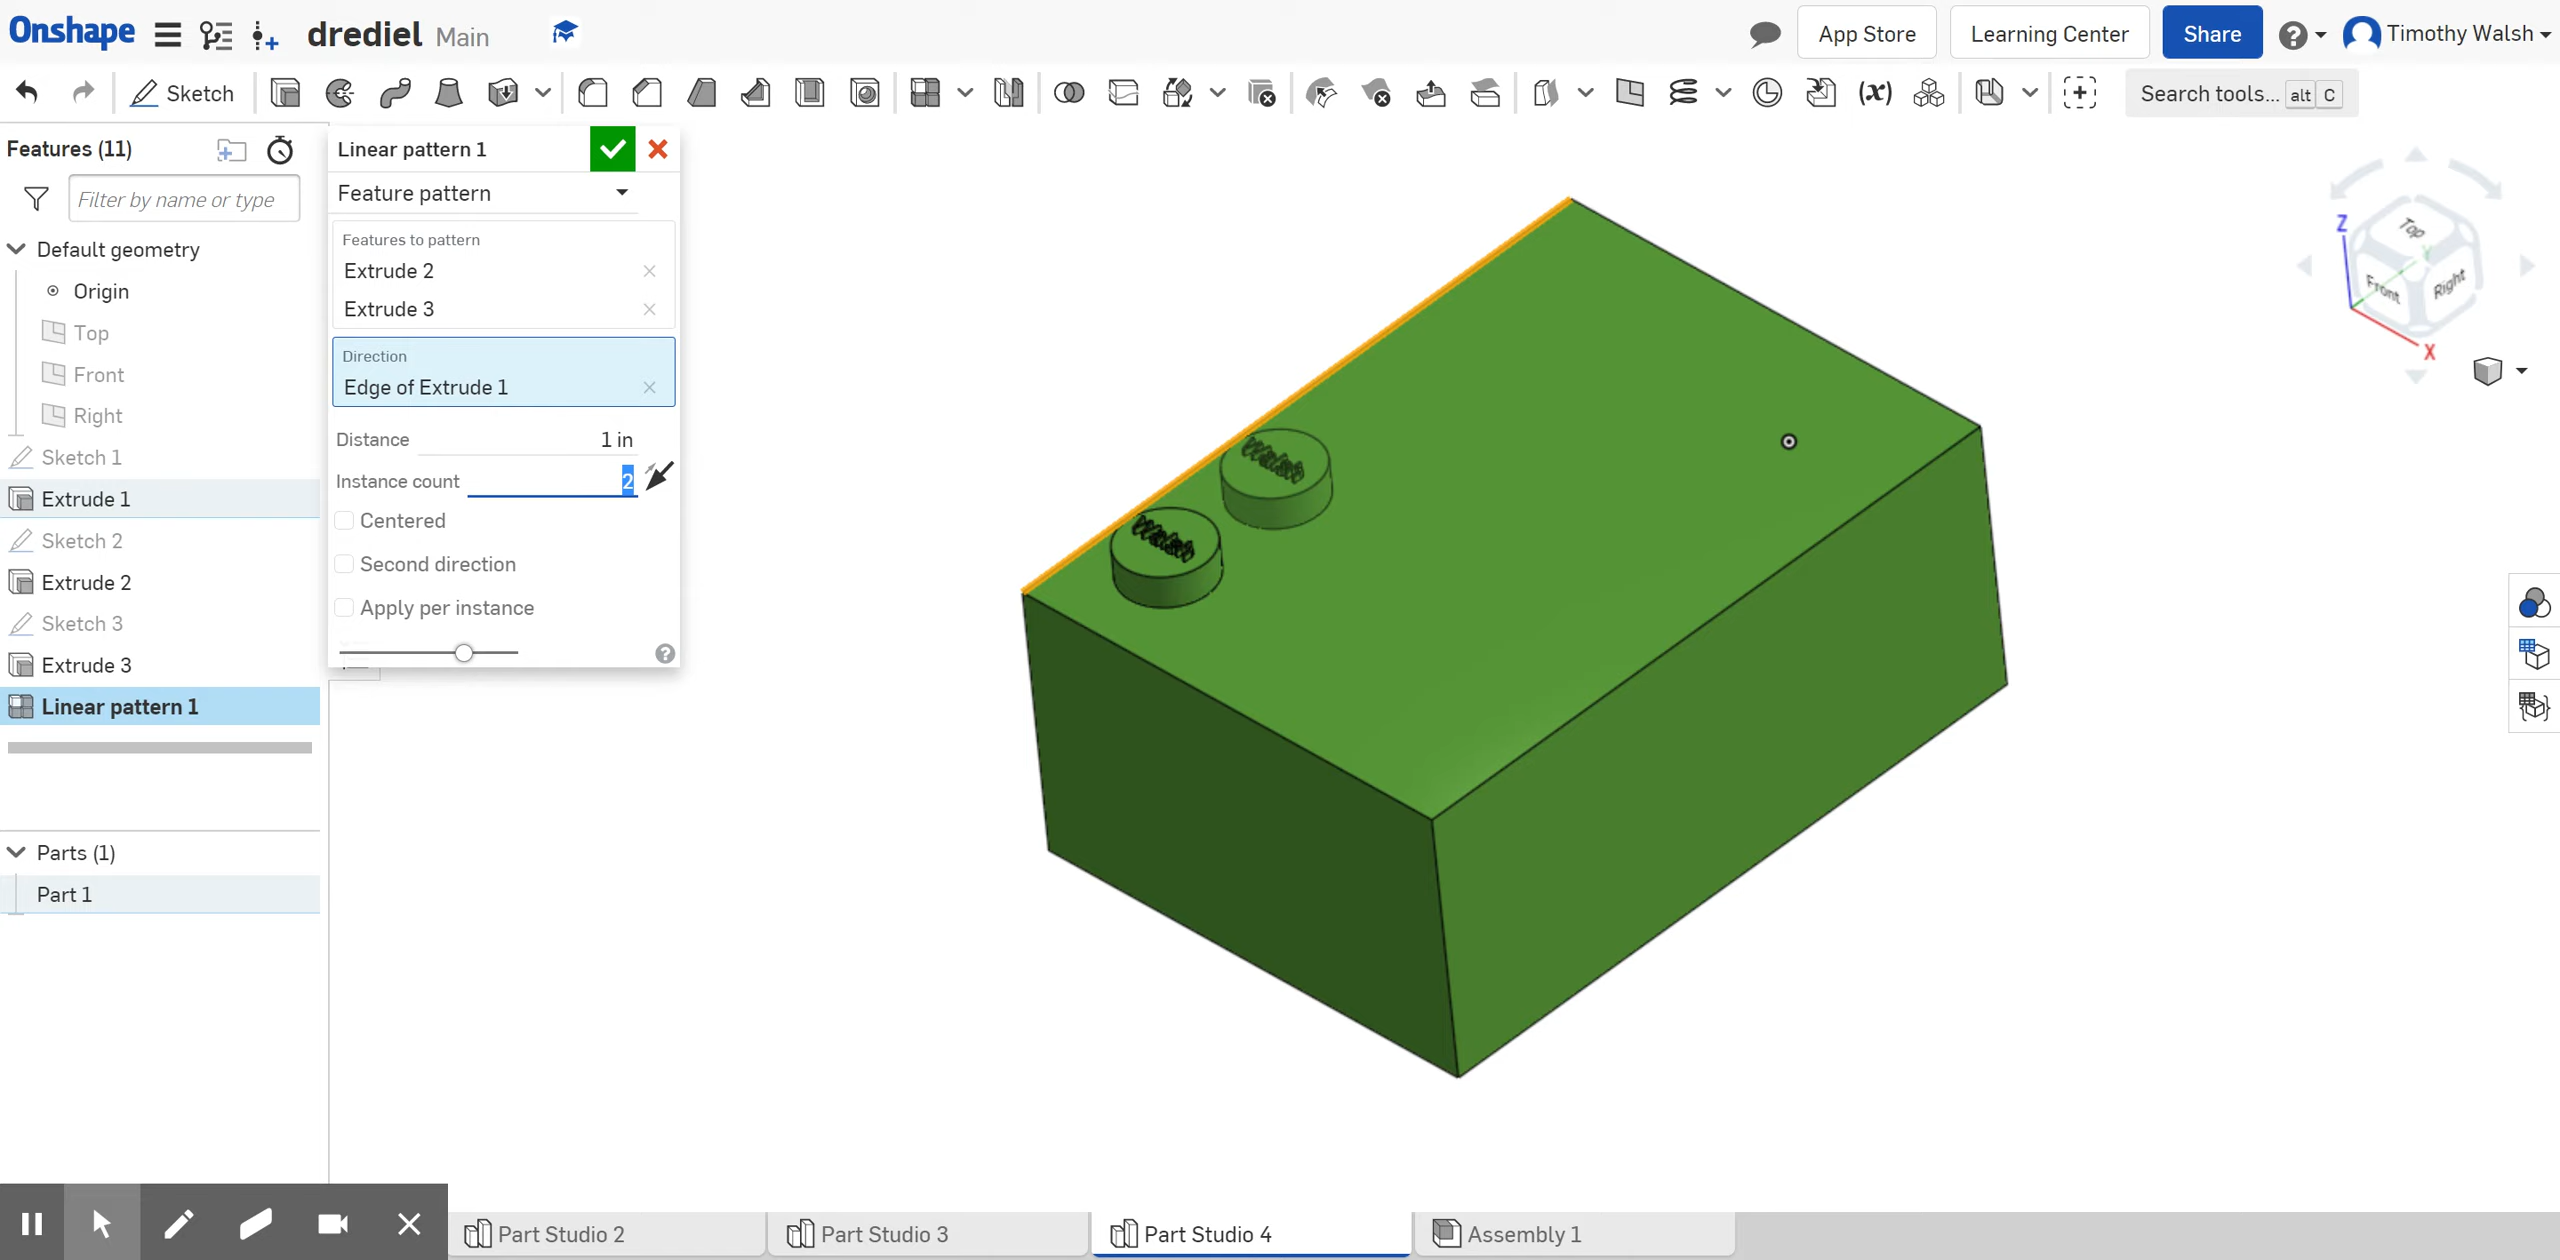 Onshape drediel Main App Store Learning Center Share Timothy Walsh
Sketch (x) Search tools... alt C
Features (11)
Filter by name or type
Default geometry
Origin
Top
Front
Right
Sketch 1
Extrude 1
Sketch 2
Extrude 2
Sketch 3
Extrude 3
Linear pattern 1
Parts (1)
Part 1
Linear pattern 1
Feature pattern
Features to pattern
Extrude 2
Extrude 3
Direction
Edge of Extrude 1
Distance 1 in
Instance count 2
Centered
Second direction
Apply per instance
Walsh
Walsh
Z
Top
Y
Front
Right
X
Part Studio 2 Part Studio 3 Part Studio 4 Assembly 1